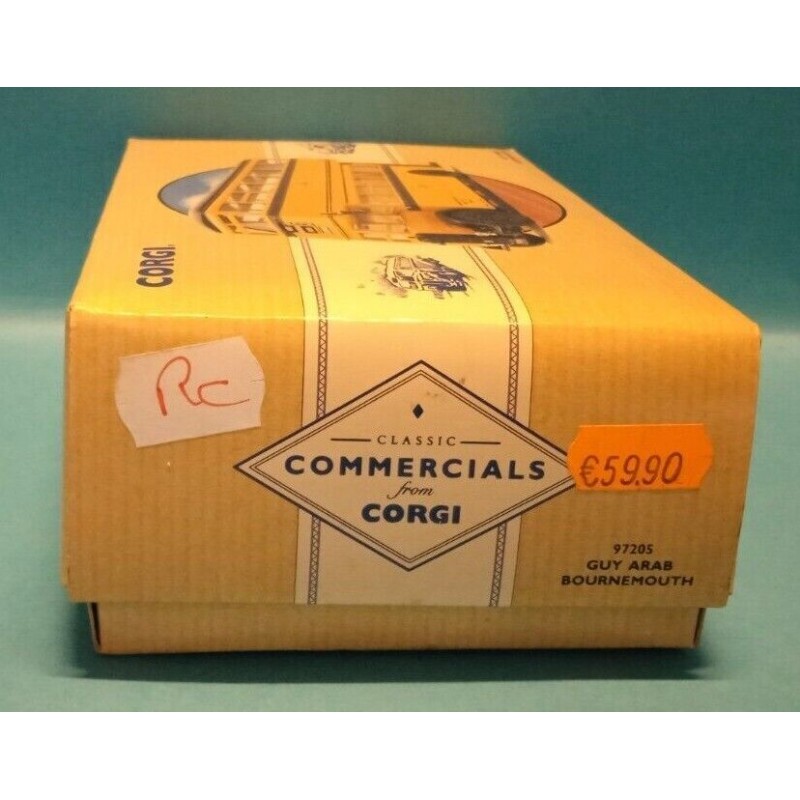 CORGI
Rc
CLASSIC
COMMERCIALS
from
CORGI
€59.90
97205
GUY ARAB
BOURNEMOUTH